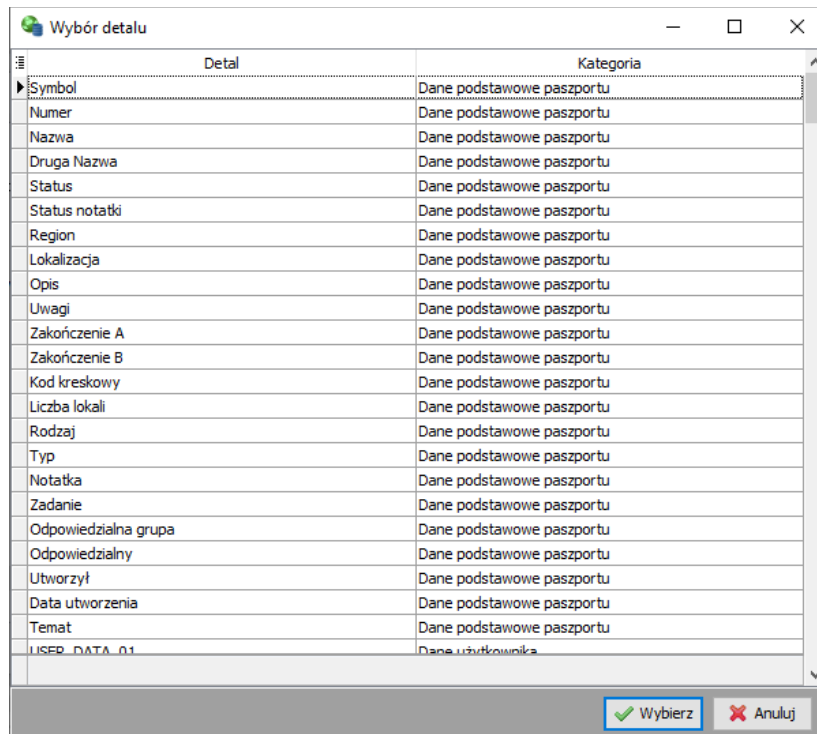 Wybór detalu
Detal Kategoria
Symbol Dane podstawowe paszportu
Numer Dane podstawowe paszportu
Nazwa Dane podstawowe paszportu
Druga Nazwa Dane podstawowe paszportu
Status Dane podstawowe paszportu
Status notatki Dane podstawowe paszportu
Region Dane podstawowe paszportu
Lokalizacja Dane podstawowe paszportu
Opis Dane podstawowe paszportu
Uwagi Dane podstawowe paszportu
Zakończenie A Dane podstawowe paszportu
Zakończenie B Dane podstawowe paszportu
Kod kreskowy Dane podstawowe paszportu
Liczba lokali Dane podstawowe paszportu
Rodzaj Dane podstawowe paszportu
Typ Dane podstawowe paszportu
Notatka Dane podstawowe paszportu
Zadanie Dane podstawowe paszportu
Odpowiedzialna grupa Dane podstawowe paszportu
Odpowiedzialny Dane podstawowe paszportu
Utworzył Dane podstawowe paszportu
Data utworzenia Dane podstawowe paszportu
Temat Dane podstawowe paszportu
USER_DATA_01 Dane użytkownika
Wybierz Anuluj